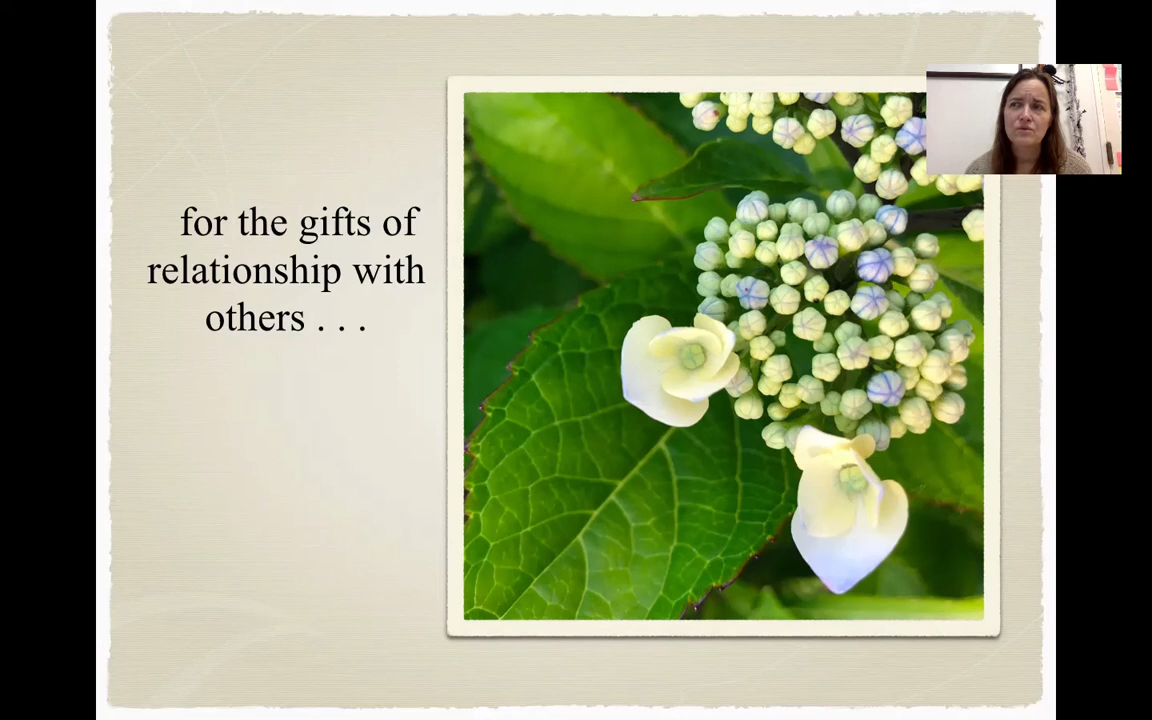 for the gifts of
relationship with
others . . .